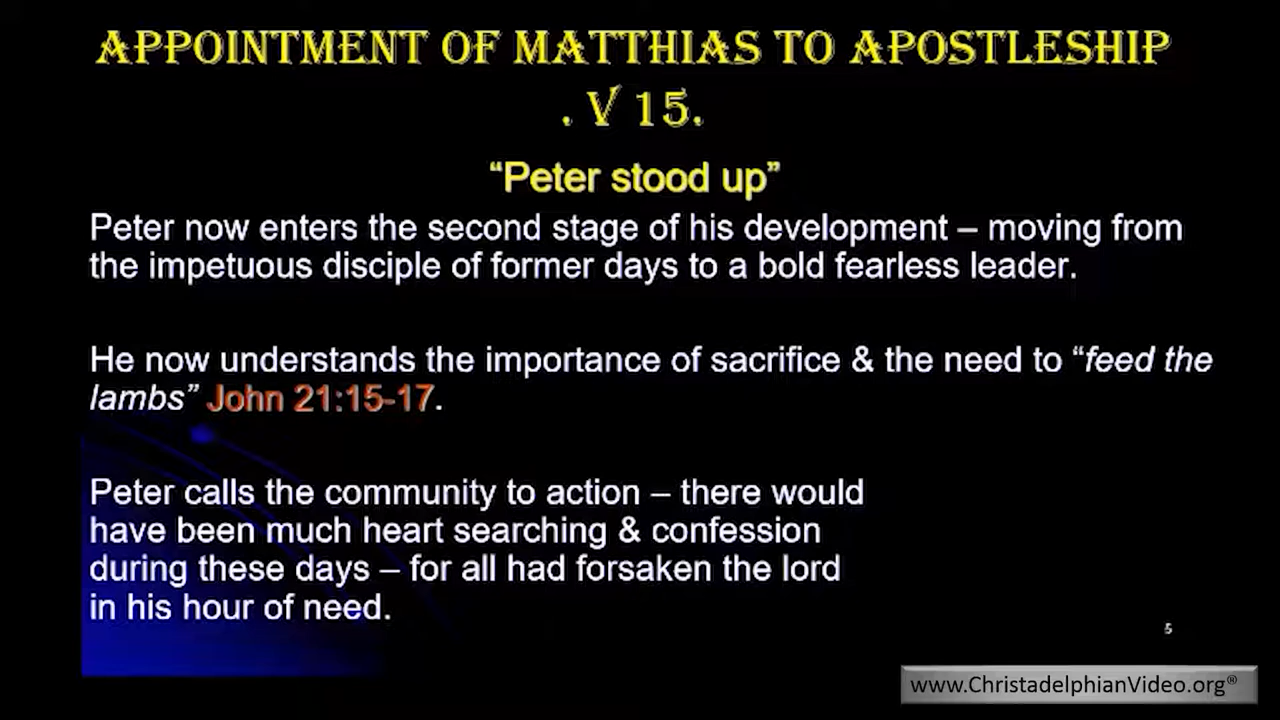 APPOINTMENT OF MATTHIAS TO APOSTLESHIP
. V 15.
“Peter stood up”
Peter now enters the second stage of his development – moving from
the impetuous disciple of former days to a bold fearless leader.
He now understands the importance of sacrifice & the need to “feed the
lambs” John 21:15-17.
Peter calls the community to action – there would
have been much heart searching & confession
during these days – for all had forsaken the lord
in his hour of need.
5
www.ChristadelphianVideo.org®